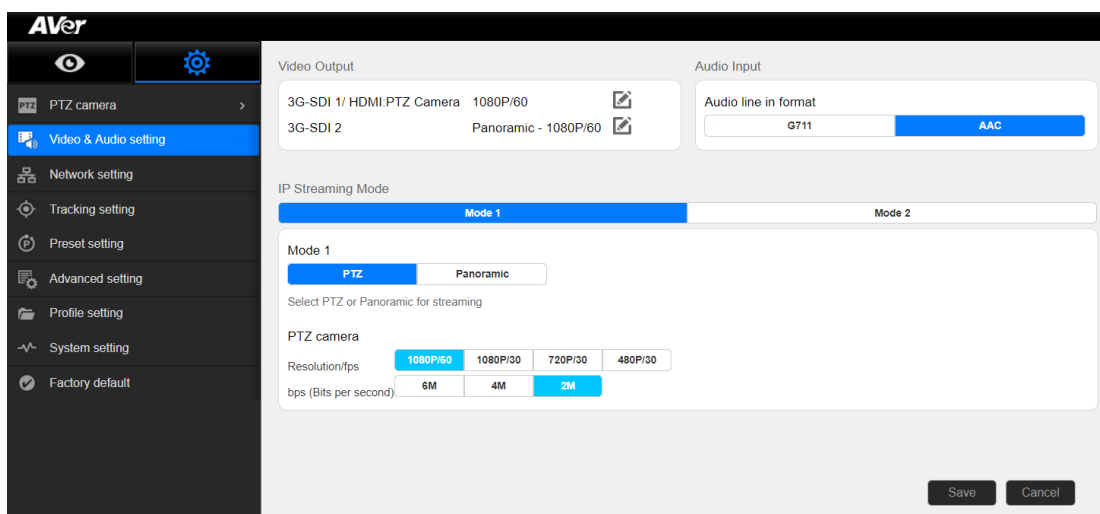 AVer
PTZ PTZ camera >
Video & Audio setting
Network setting
Tracking setting
Preset setting
Advanced setting
Profile setting
System setting
Factory default
Video Output
3G-SDI 1/ HDMI:PTZ Camera 1080P/60
3G-SDI 2 Panoramic - 1080P/60
Audio Input
Audio line in format
G711 AAC
IP Streaming Mode
Mode 1 Mode 2
Mode 1
PTZ Panoramic
Select PTZ or Panoramic for streaming
PTZ camera
Resolution/fps 1080P/60 1080P/30 720P/30 480P/30
bps (Bits per second) 6M 4M 2M
Save Cancel